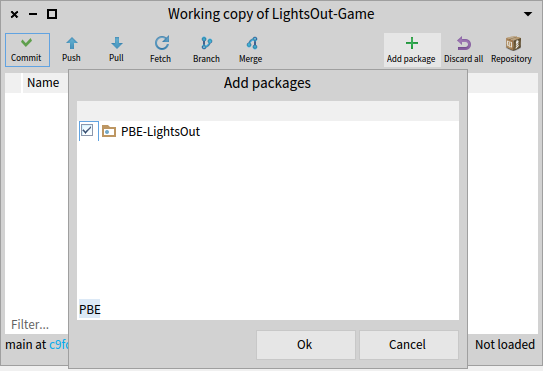 Working copy of LightsOut-Game
Commit Push Pull Fetch Branch Merge Add package Discard all Repository
Name
Add packages
PBE-LightsOut
PBE
Filter...
main at c9f
Not loaded
Ok Cancel